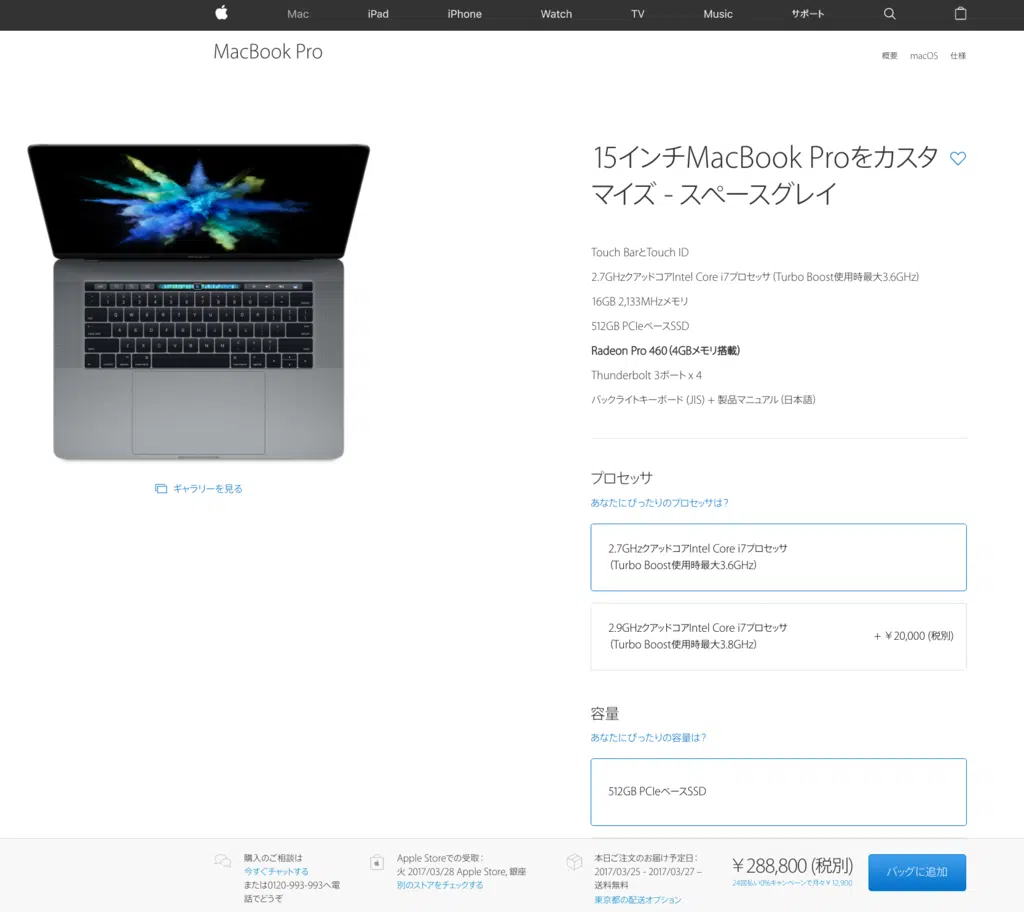 Mac
iPad
iPhone
Watch
TV
Music
サポート
MacBook Pro
概要
macOS
仕様
15インチMacBook Proをカスタ
マイズ - スペースグレイ
Touch BarとTouch ID
2.7GHzクアッドコアIntel Core i7プロセッサ (Turbo Boost使用時最大3.6GHz)
16GB 2,133MHzメモリ
512GB PCIeベースSSD
Radeon Pro 460 (4GBメモリ搭載)
Thunderbolt 3ポート x 4
バックライトキーボード (JIS) + 製品マニュアル (日本語)
ギャラリーを見る
プロセッサ
あなたにぴったりのプロセッサは？
2.7GHzクアッドコアIntel Core i7プロセッサ
(Turbo Boost使用時最大3.6GHz)
2.9GHzクアッドコアIntel Core i7プロセッサ
(Turbo Boost使用時最大3.8GHz)
+ ￥20,000 (税別)
容量
あなたにぴったりの容量は？
512GB PCIeベースSSD
購入のご相談は
今すぐチャットする
または0120-993-993へ電
話でどうぞ
Apple Storeでの受取：
火 2017/03/28 Apple Store, 銀座
別のストアをチェックする
本日ご注文のお届け予定日：
2017/03/25 - 2017/03/27 –
送料無料
東京都の配送オプション
￥288,800 (税別)
24回払い0%キャンペーンで月々￥12,900
バッグに追加